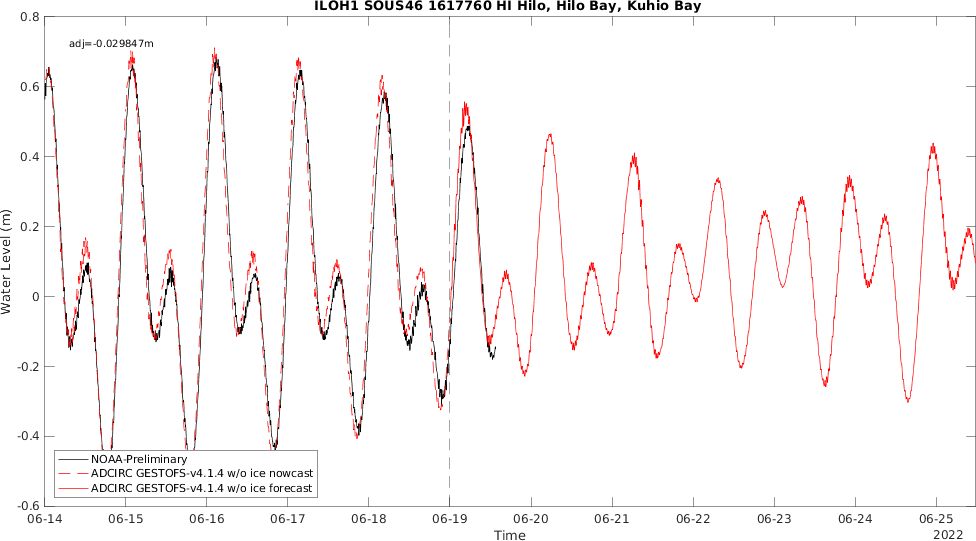 ILOH1 SOUS46 1617760 HI Hilo, Hilo Bay, Kuhio Bay
adj=-0.029847m
0.8
0.6
0.4
0.2
0
-0.2
-0.4
-0.6
Water Level (m)
NOAA-Preliminary
ADCIRC GESTOFS-v4.1.4 w/o ice nowcast
ADCIRC GESTOFS-v4.1.4 w/o ice forecast
06-14 06-15 06-16 06-17 06-18 06-19 06-20 06-21 06-22 06-23 06-24 06-25
Time
2022